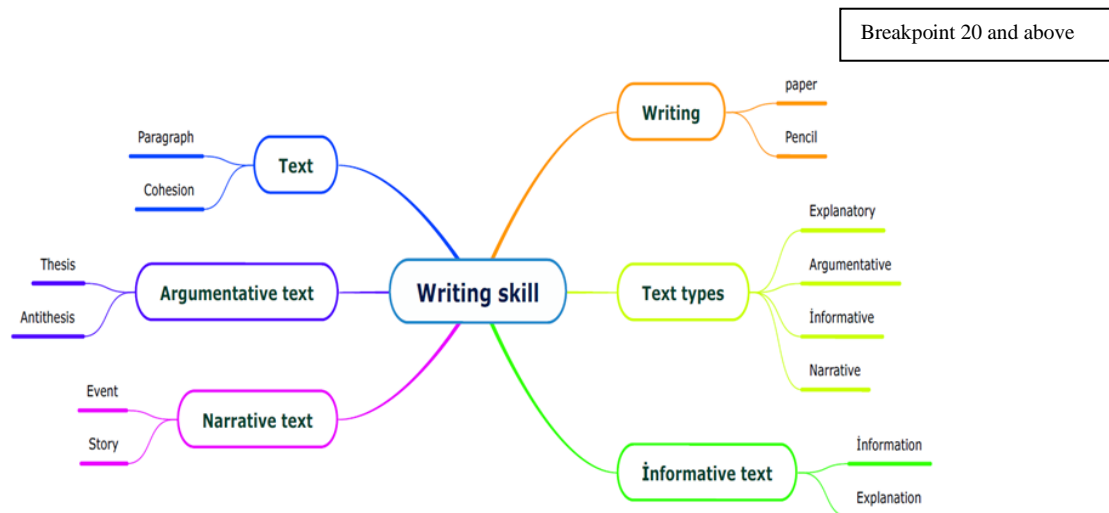 Breakpoint 20 and above
Writing
paper
Pencil
Text
Paragraph
Cohesion
Writing skill
Argumentative text
Thesis
Antithesis
Text types
Explanatory
Argumentative
İnformative
Narrative
Narrative text
Event
Story
İnformative text
İnformation
Explanation